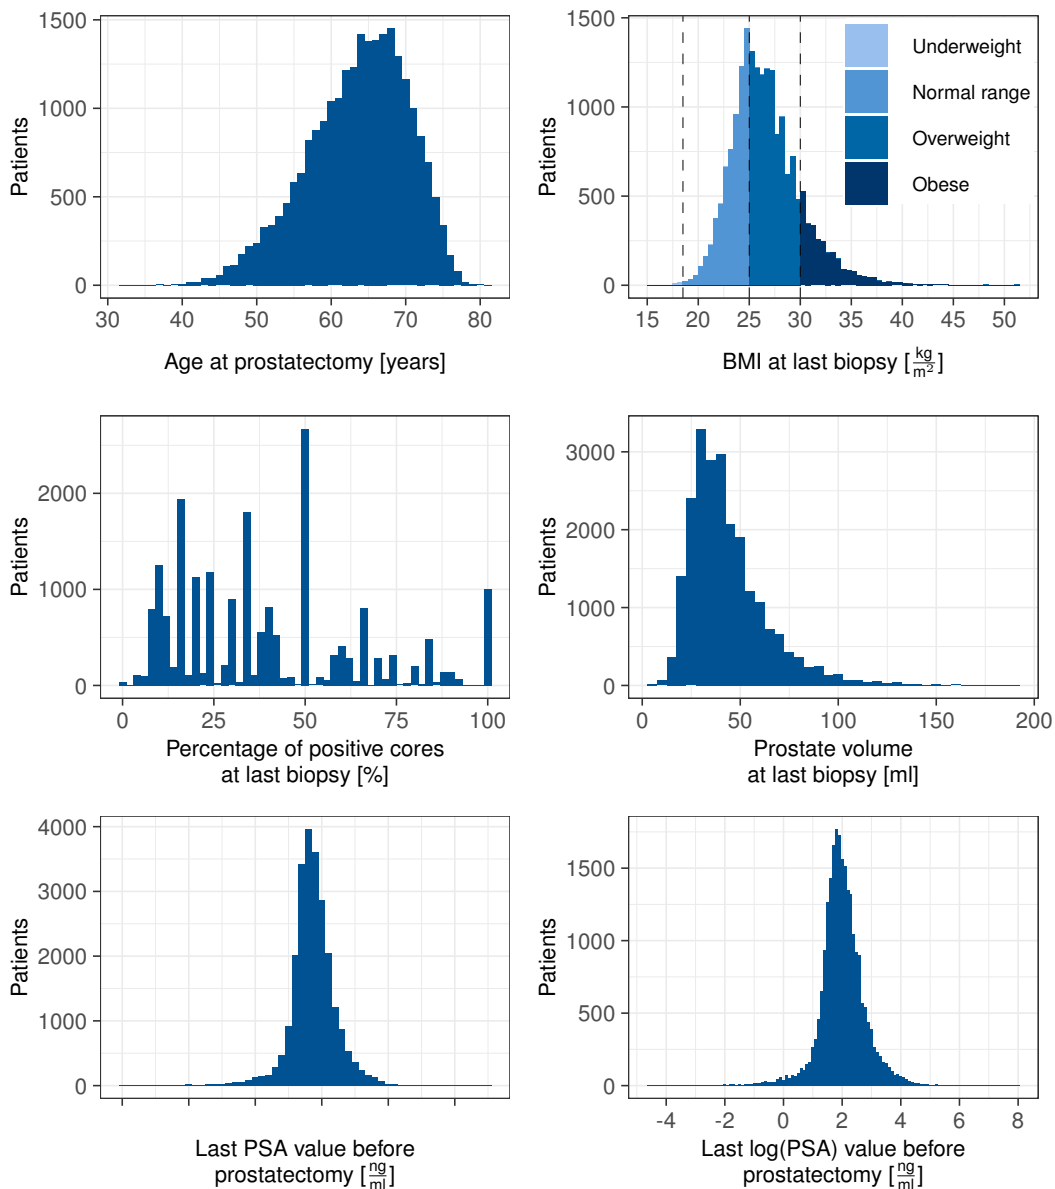 1500
1000
500
0
Patients
30 40 50 60 70 80
Age at prostatectomy [years]
1500
1000
500
0
Patients
Underweight
Normal range
Overweight
Obese
15 20 25 30 35 40 45 50
BMI at last biopsy [kg/m²]
2000
1000
0
Patients
0 25 50 75 100
Percentage of positive cores
at last biopsy [%]
3000
2000
1000
0
Patients
0 50 100 150 200
Prostate volume
at last biopsy [ml]
4000
3000
2000
1000
0
Patients
Last PSA value before
prostatectomy [ng/ml]
1500
1000
500
0
Patients
-4 -2 0 2 4 6 8
Last log(PSA) value before
prostatectomy [ng/ml]